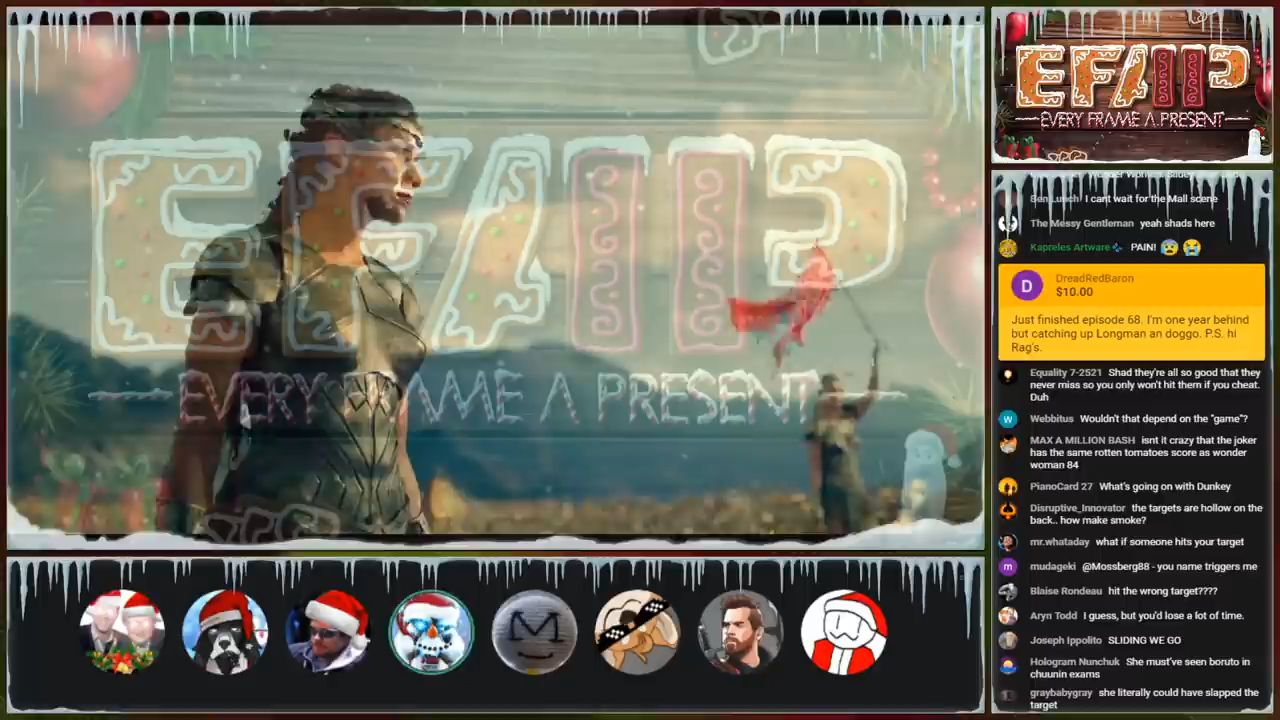 EFAIIP
EVERY FRAME A PRESENT
EFAIIP
EVERY FRAME A PRESENT
Ben Lunch I cant wait for the Mall scene
The Messy Gentleman yeah shads here
Kapreles Artware PAIN! 😰 😭
D
DreadRedBaron
$10.00
Just finished episode 68. I'm one year behind
but catching up Longman an doggo. P.S. hi
Rag's.
Equality 7-2521 Shad they're all so good that they
never miss so you only won't hit them if you cheat.
Duh
W Webbitus Wouldn't that depend on the "game"?
MAX A MILLION BASH isnt it crazy that the joker
has the same rotten tomatoes score as wonder
woman 84
PianoCard 27 What's going on with Dunkey
Disruptive_Innovator the targets are hollow on the
back.. how make smoke?
mr.whataday what if someone hits your target
m mudageki @Mossberg88 - you name triggers me
Blaise Rondeau hit the wrong target????
Aryn Todd I guess, but you'd lose a lot of time.
Joseph Ippolito SLIDING WE GO
Hologram Nunchuk She must've seen boruto in
chuunin exams
graybabygray she literally could have slapped the
target
M